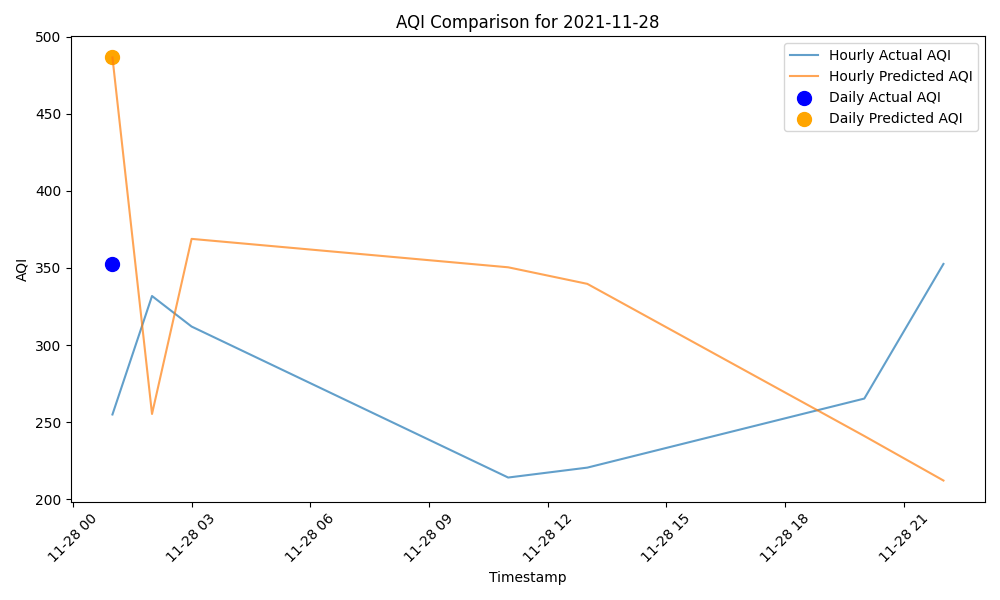 AQI Comparison for 2021-11-28
500
450
400
350
300
250
200
AQI
Hourly Actual AQI
Hourly Predicted AQI
Daily Actual AQI
Daily Predicted AQI
11-28 00
11-28 03
11-28 06
11-28 09
11-28 12
11-28 15
11-28 18
11-28 21
Timestamp